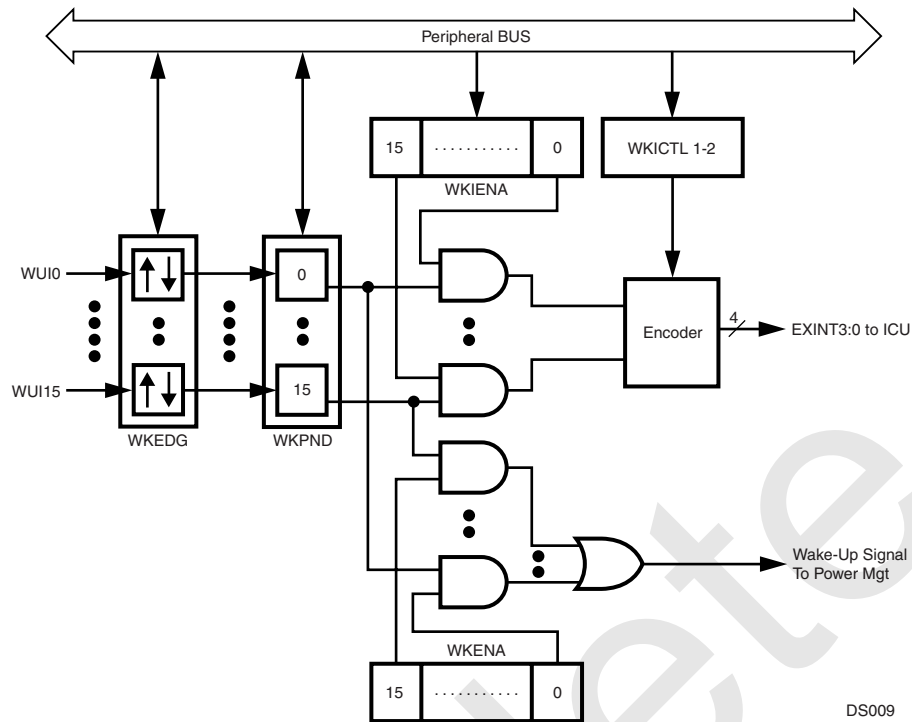 Peripheral BUS
15 ........... 0
WKIENA
WKICTL 1-2
WUI0
0
Encoder
4
EXINT3:0 to ICU
WUI15
15
WKEDG
WKPND
Wake-Up Signal
To Power Mgt
WKENA
15 ........... 0
DS009